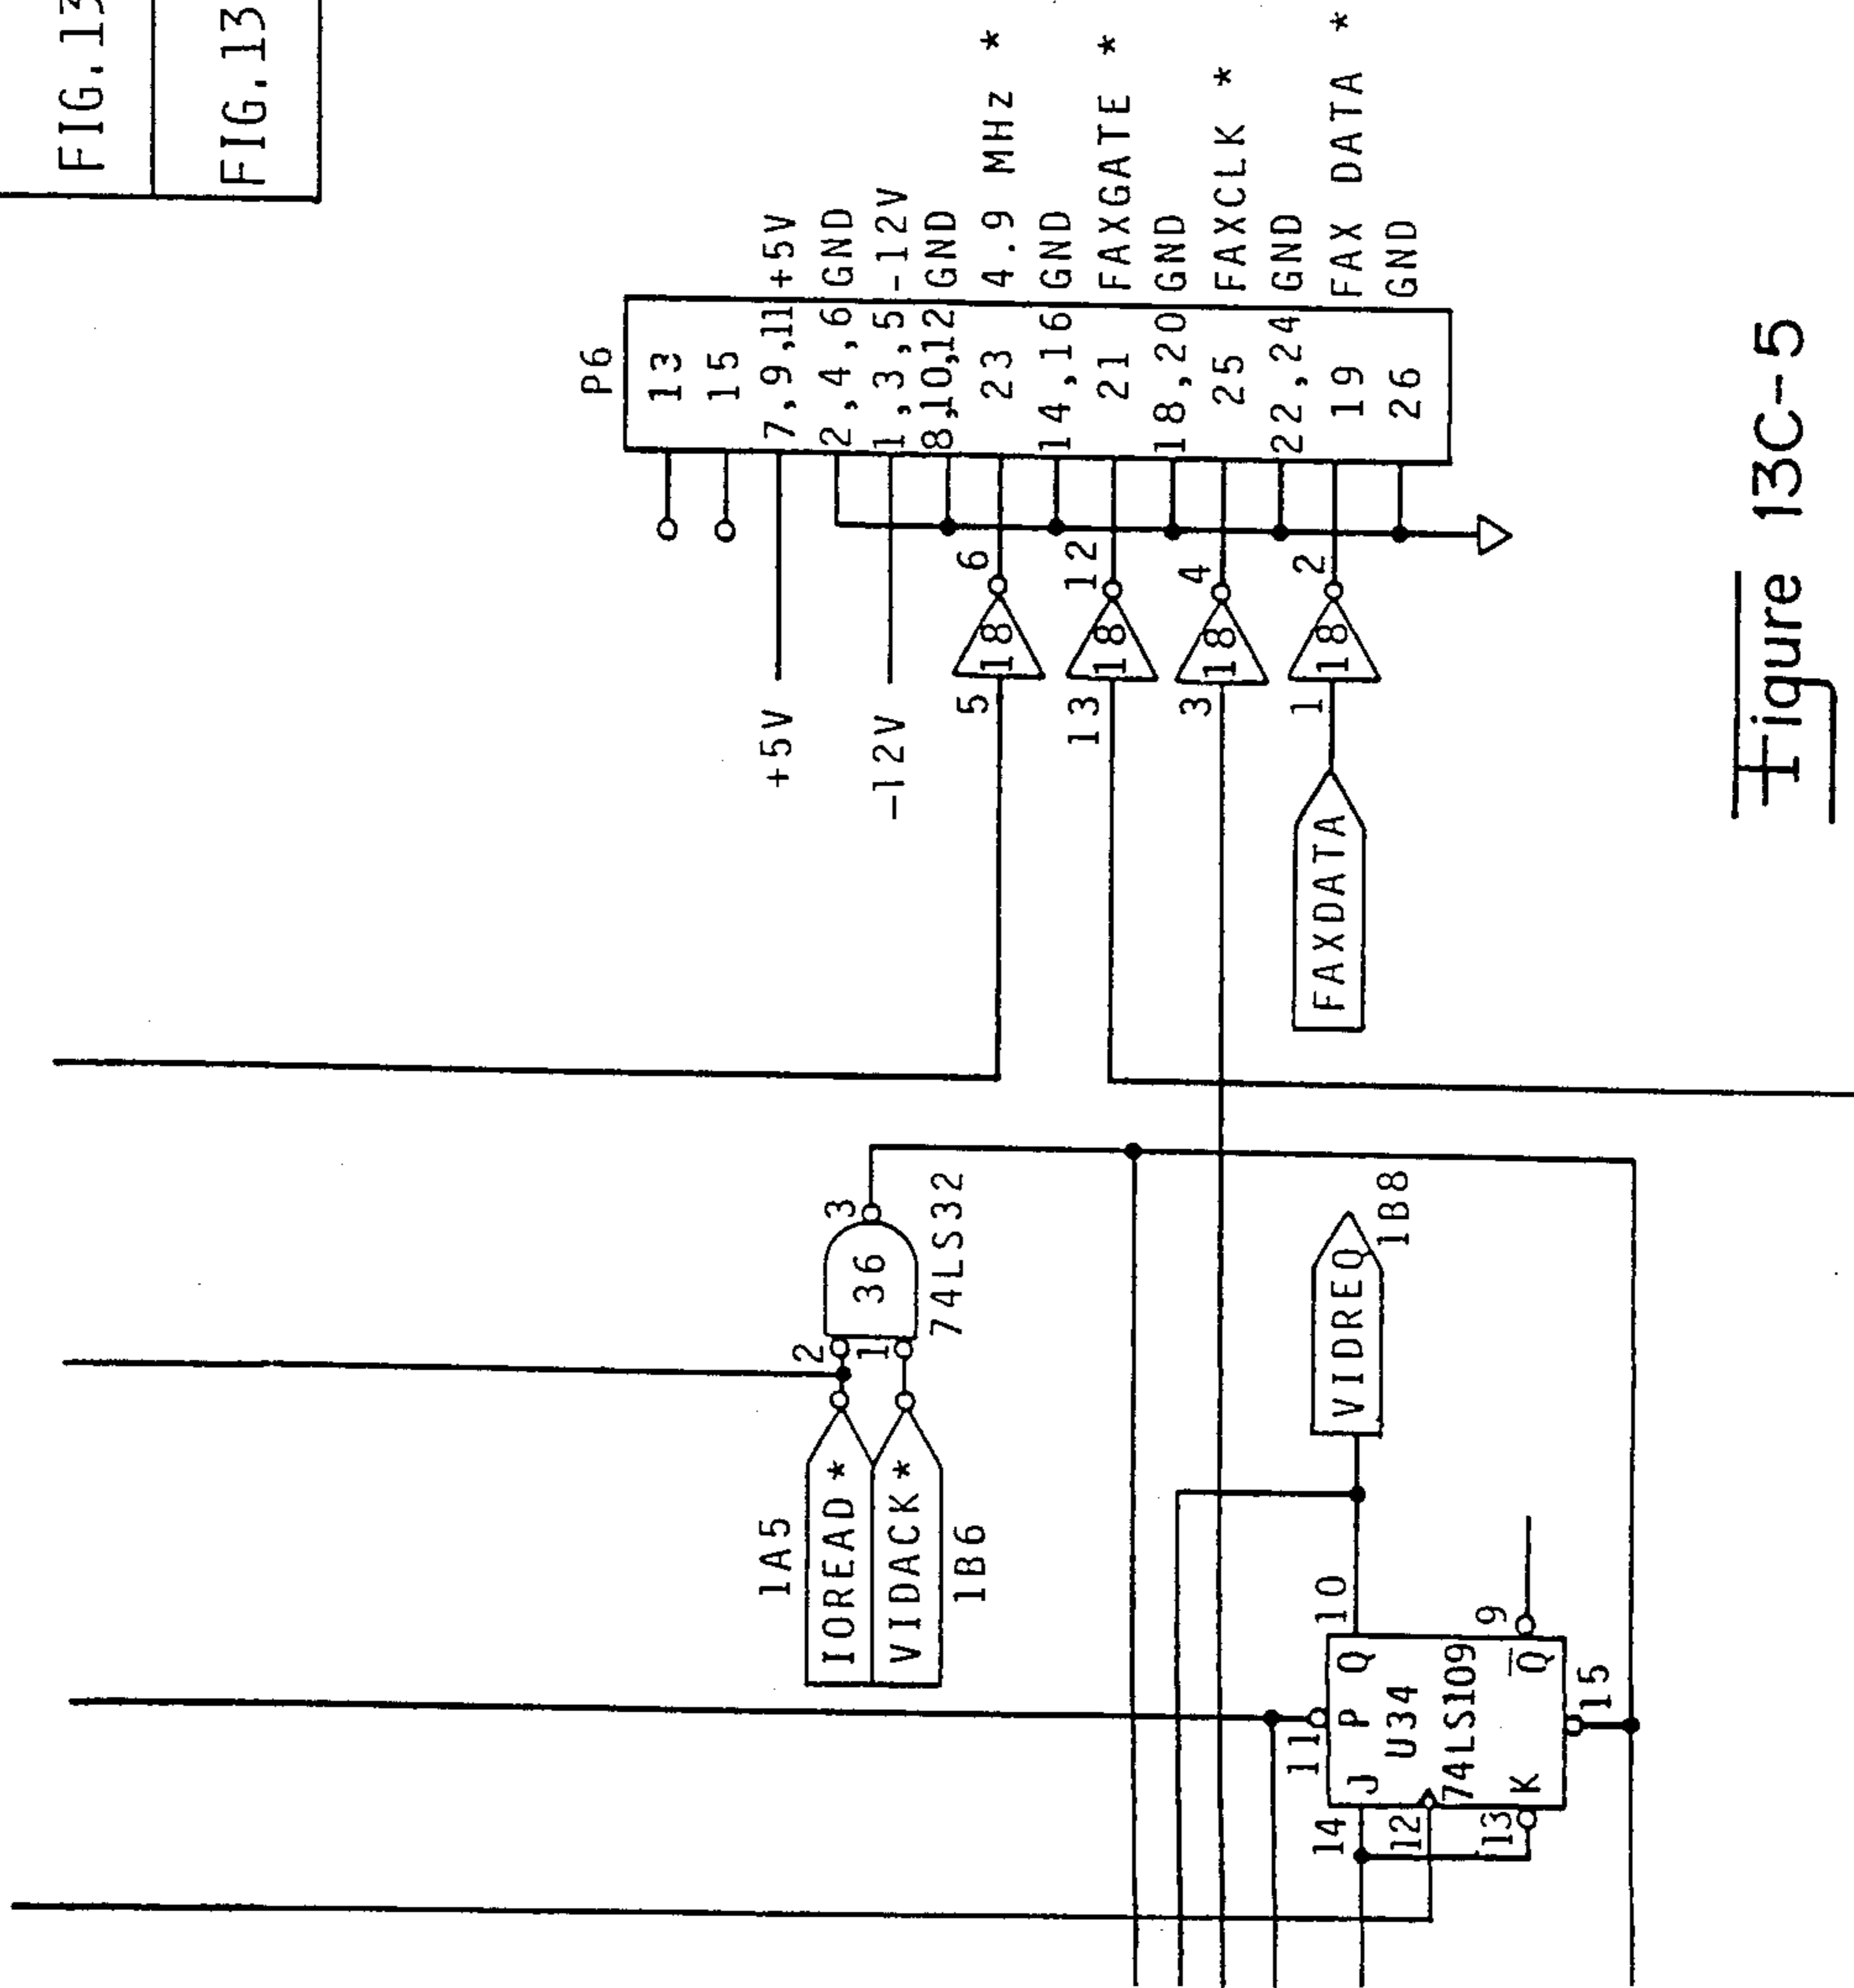 FIG.13
FIG.13
P6
13
15
7,9,11 +5V
2,4,6 GND
1,3,5 -12V
8,10,12 GND
23 4.9 MHz *
14,16 GND
21 FAXGATE *
18,20 GND
25 FAXCLK *
22,24 GND
19 FAX DATA *
26 GND
+5V
-12V
5 18 6
13 18 12
3 18 4
1 18 2
FAXDATA
1A5
IOREAD *
VIDACK *
1B6
2
1
36
3
74LS32
VIDREQ
1B8
14 J
11 P
Q 10
U34
12
74LS109
13 K
Q 9
15
Figure 13C-5